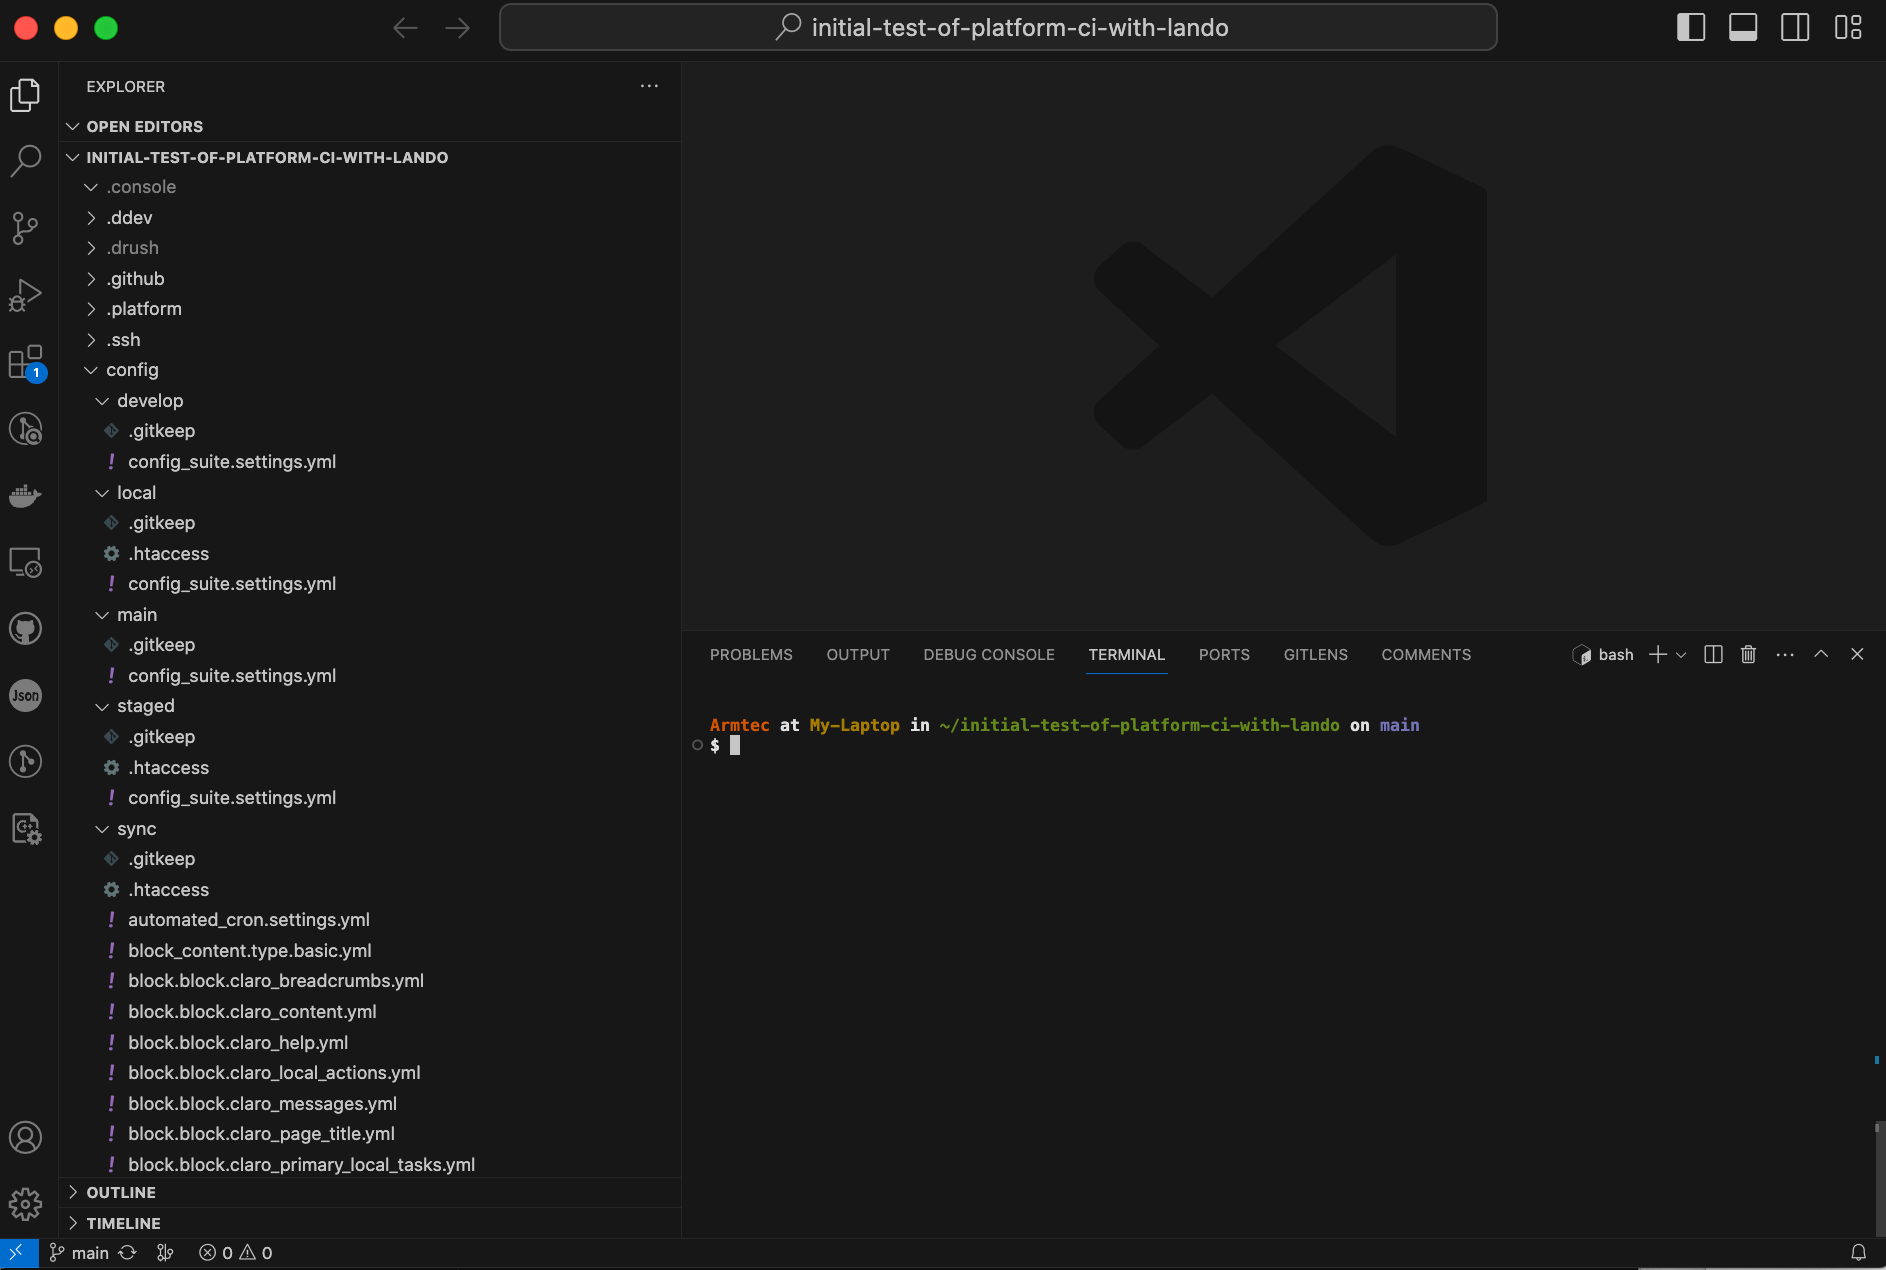 initial-test-of-platform-ci-with-lando
EXPLORER
OPEN EDITORS
INITIAL-TEST-OF-PLATFORM-CI-WITH-LANDO
.console
.ddev
.drush
.github
.platform
.ssh
config
develop
.gitkeep
! config_suite.settings.yml
local
.gitkeep
.htaccess
! config_suite.settings.yml
main
.gitkeep
! config_suite.settings.yml
staged
.gitkeep
.htaccess
! config_suite.settings.yml
sync
.gitkeep
.htaccess
! automated_cron.settings.yml
! block_content.type.basic.yml
! block.block.claro_breadcrumbs.yml
! block.block.claro_content.yml
! block.block.claro_help.yml
! block.block.claro_local_actions.yml
! block.block.claro_messages.yml
! block.block.claro_page_title.yml
! block.block.claro_primary_local_tasks.yml
OUTLINE
TIMELINE
1
Json
PROBLEMS OUTPUT DEBUG CONSOLE TERMINAL PORTS GITLENS COMMENTS bash
Armtec at My-Laptop in ~/initial-test-of-platform-ci-with-lando on main
$
main 0 0